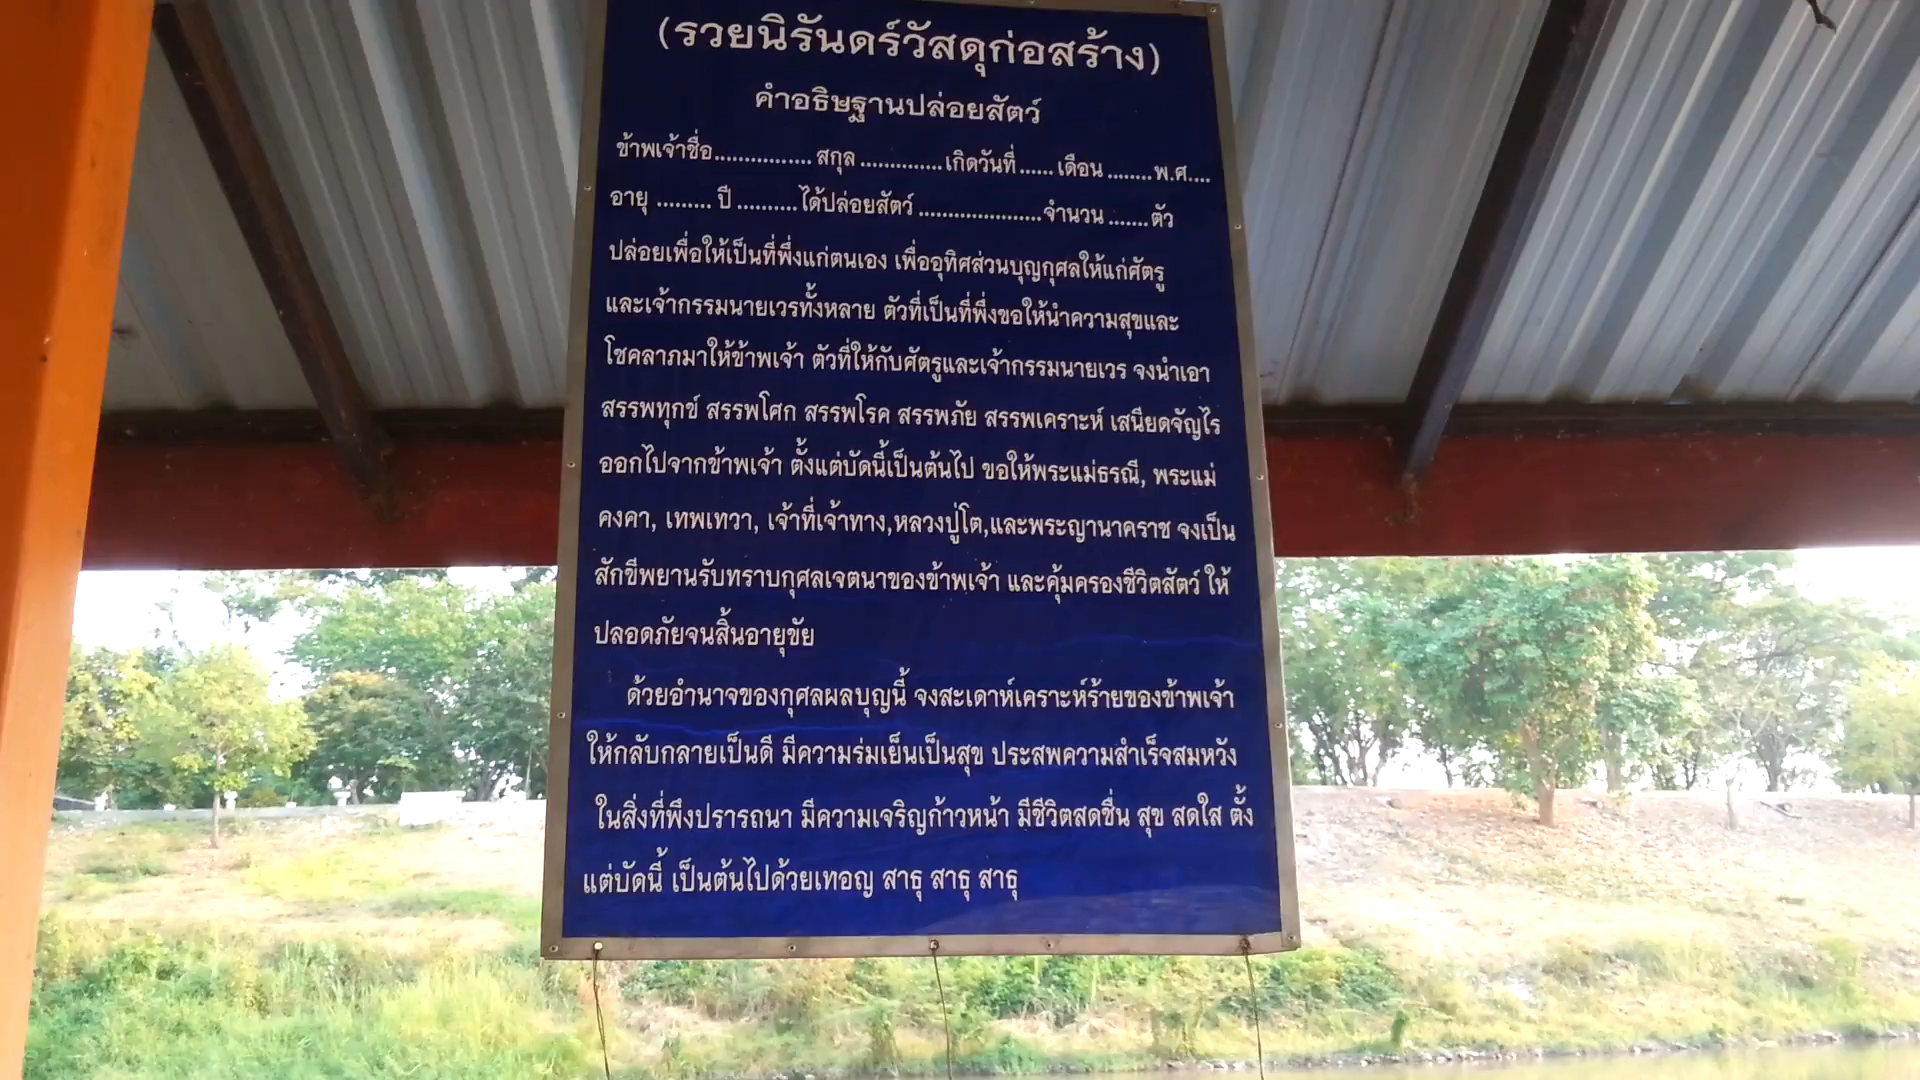 (รวยนิรันดร์วัสดุก่อสร้าง)
คำอธิษฐานปล่อยสัตว์
ข้าพเจ้าชื่อ................ สกุล ..............เกิดวันที่ ...... เดือน ........พ.ศ....
อายุ ......... ปี ..........ได้ปล่อยสัตว์ .....................จำนวน .......ตัว
ปล่อยเพื่อให้เป็นที่พึ่งแก่ตนเอง เพื่ออุทิศส่วนบุญกุศลให้แก่ศัตรู
และเจ้ากรรมนายเวรทั้งหลาย ตัวที่เป็นที่พึ่งขอให้นำความสุขและ
โชคลาภมาให้ข้าพเจ้า ตัวที่ให้กับศัตรูและเจ้ากรรมนายเวร จงนำเอา
สรรพทุกข์ สรรพโศก สรรพโรค สรรพภัย สรรพเคราะห์ เสนียดจัญไร
ออกไปจากข้าพเจ้า ตั้งแต่บัดนี้เป็นต้นไป ขอให้พระแม่ธรณี, พระแม่
คงคา, เทพเทวา, เจ้าที่เจ้าทาง,หลวงปู่โต,และพระญานาคราช จงเป็น
สักขีพยานรับทราบกุศลเจตนาของข้าพเจ้า และคุ้มครองชีวิตสัตว์ ให้
ปลอดภัยจนสิ้นอายุขัย
ด้วยอำนาจของกุศลผลบุญนี้ จงสะเดาห์เคราะห์ร้ายของข้าพเจ้า
ให้กลับกลายเป็นดี มีความร่มเย็นเป็นสุข ประสพความสำเร็จสมหวัง
ในสิ่งที่พึงปรารถนา มีความเจริญก้าวหน้า มีชีวิตสดชื่น สุข สดใส ตั้ง
แต่บัดนี้ เป็นต้นไปด้วยเทอญ สาธุ สาธุ สาธุ